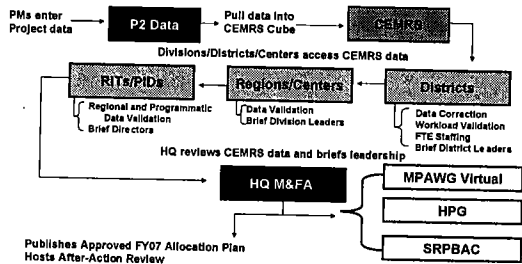 PMs enter
Project data
P2 Data
Pull data into
CEMRS Cube
CEMRS
Divisions/Districts/Centers access CEMRS data
RITs/PIDs
Regions/Centers
Districts
Regional and Programmatic
Data Validation
Brief Directors
Data Validation
Brief Division Leaders
Data Correction
Workload Validation
FTE Staffing
Brief District Leaders
HQ reviews CEMRS data and briefs leadership
HQ M&FA
MPAWG Virtual
HPG
SRPBAC
Publishes Approved FY07 Allocation Plan
Hosts After-Action Review